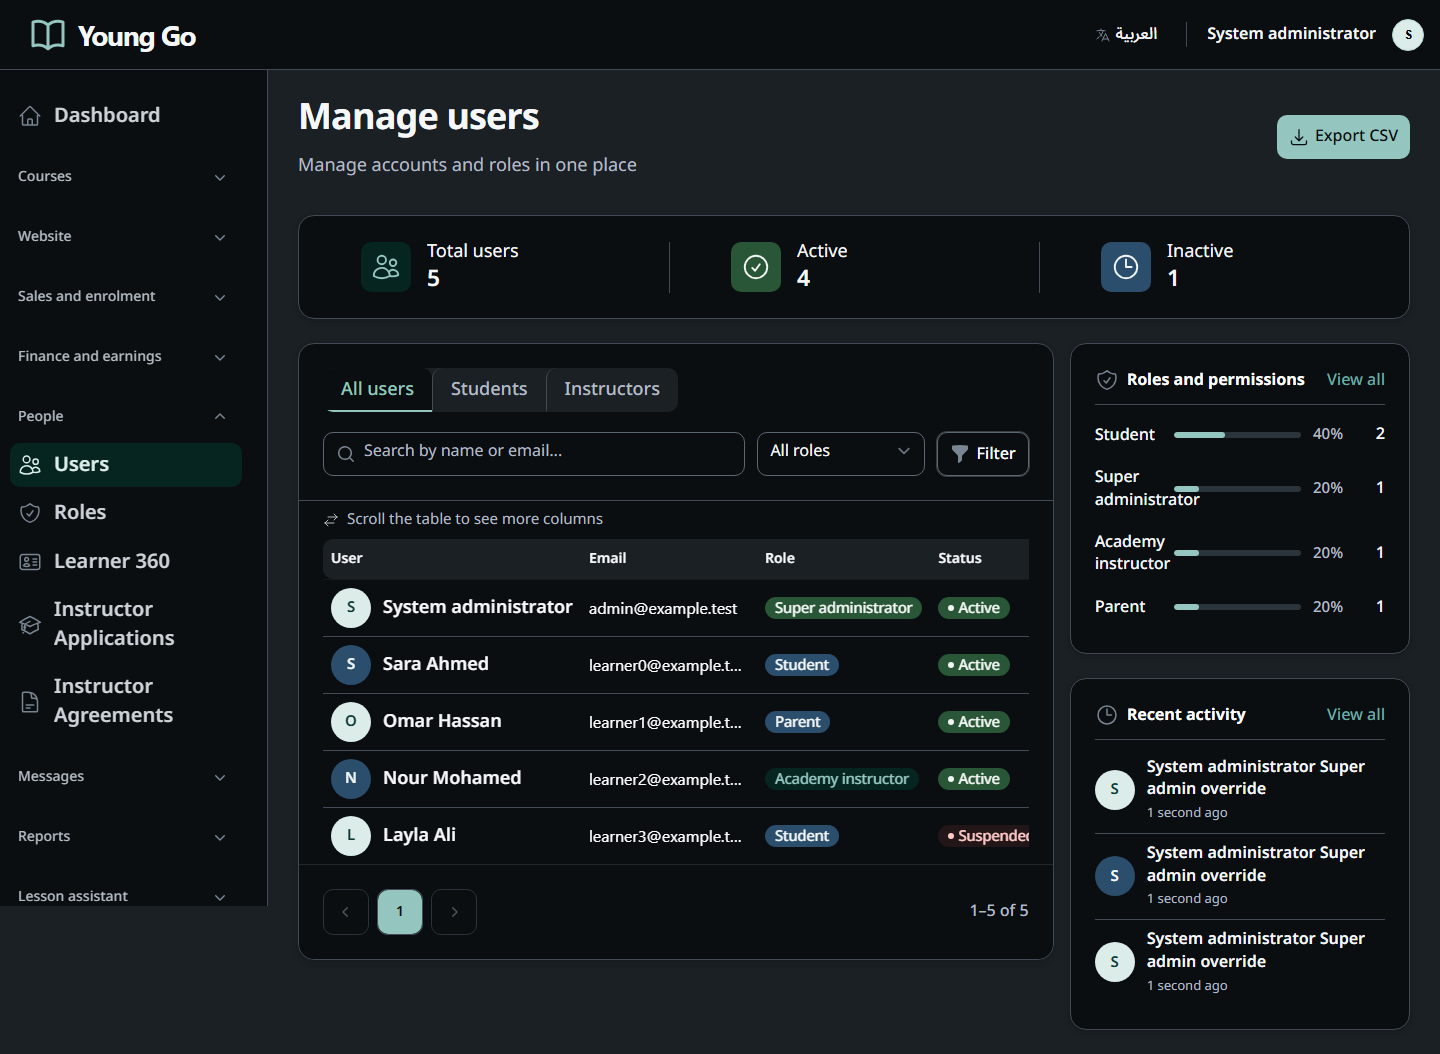 Young Go
العربية
System administrator
S
Dashboard
Courses
Website
Sales and enrolment
Finance and earnings
People
Users
Roles
Learner 360
Instructor
Applications
Instructor
Agreements
Messages
Reports
Lesson assistant
Manage users
Manage accounts and roles in one place
Export CSV
Total users
5
Active
4
Inactive
1
All users
Students
Instructors
Search by name or email...
All roles
Filter
Scroll the table to see more columns
User Email Role Status
S System administrator admin@example.test Super administrator Active
S Sara Ahmed learner0@example.t... Student Active
O Omar Hassan learner1@example.t... Parent Active
N Nour Mohamed learner2@example.t... Academy instructor Active
L Layla Ali learner3@example.t... Student Suspended
1
1–5 of 5
Roles and permissions View all
Student 40% 2
Super
administrator 20% 1
Academy
instructor 20% 1
Parent 20% 1
Recent activity View all
S
System administrator Super
admin override
1 second ago
S
System administrator Super
admin override
1 second ago
S
System administrator Super
admin override
1 second ago